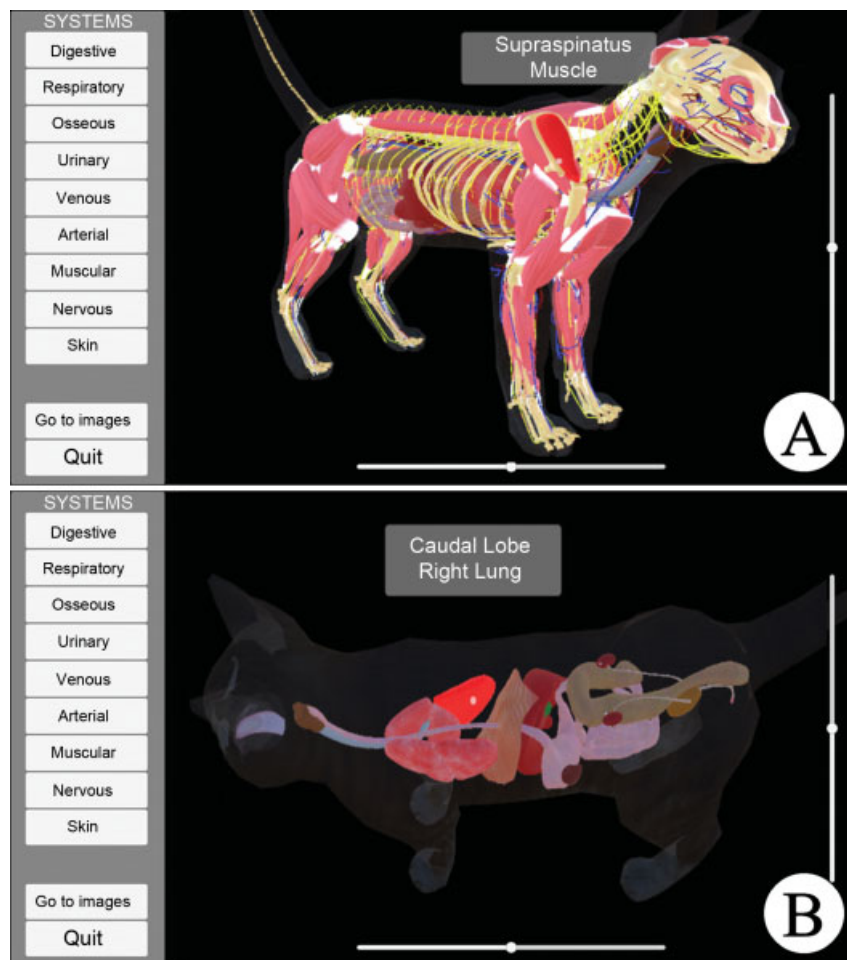 SYSTEMS
Digestive
Respiratory
Osseous
Urinary
Venous
Arterial
Muscular
Nervous
Skin
Go to images
Quit
Supraspinatus
Muscle
A
SYSTEMS
Digestive
Respiratory
Osseous
Urinary
Venous
Arterial
Muscular
Nervous
Skin
Go to images
Quit
Caudal Lobe
Right Lung
B